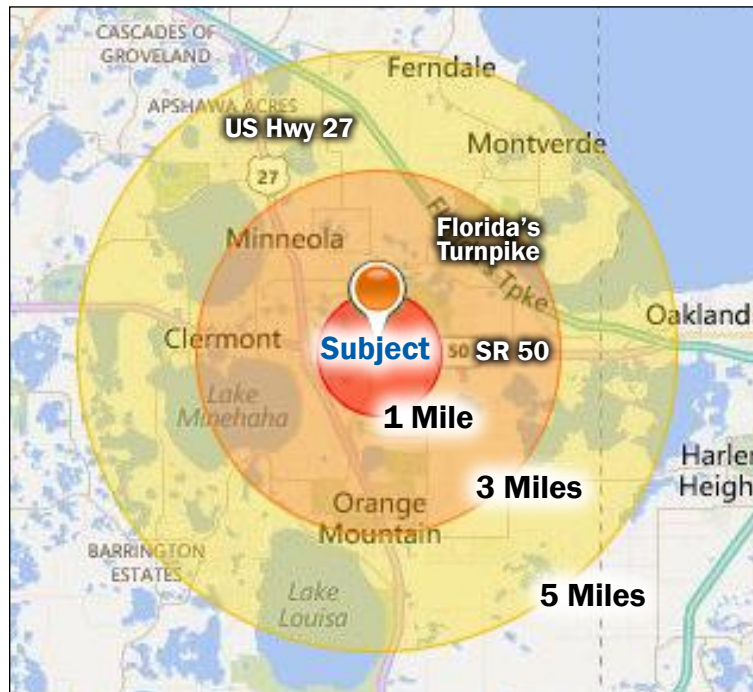 CASCADES OF
GROVELAND
Ferndale
APSHAWA ACRES
US Hwy 27
Montverde
27
Florida's
Turnpike
Minneola
Tpke
Oakland
Clermont
Subject
50
SR 50
Lake
Minehaha
1 Mile
Harle
Heigh
3 Miles
Orange
Mountain
BARRINGTON
ESTATES
Lake
Louisa
5 Miles